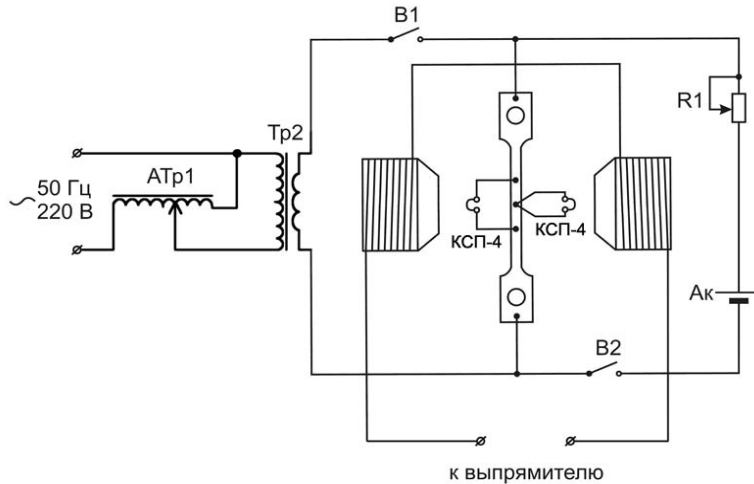 В1
R1
Тр2
50 Гц
220 В
АТр1
КСП-4
КСП-4
Ак
В2
к выпрямителю